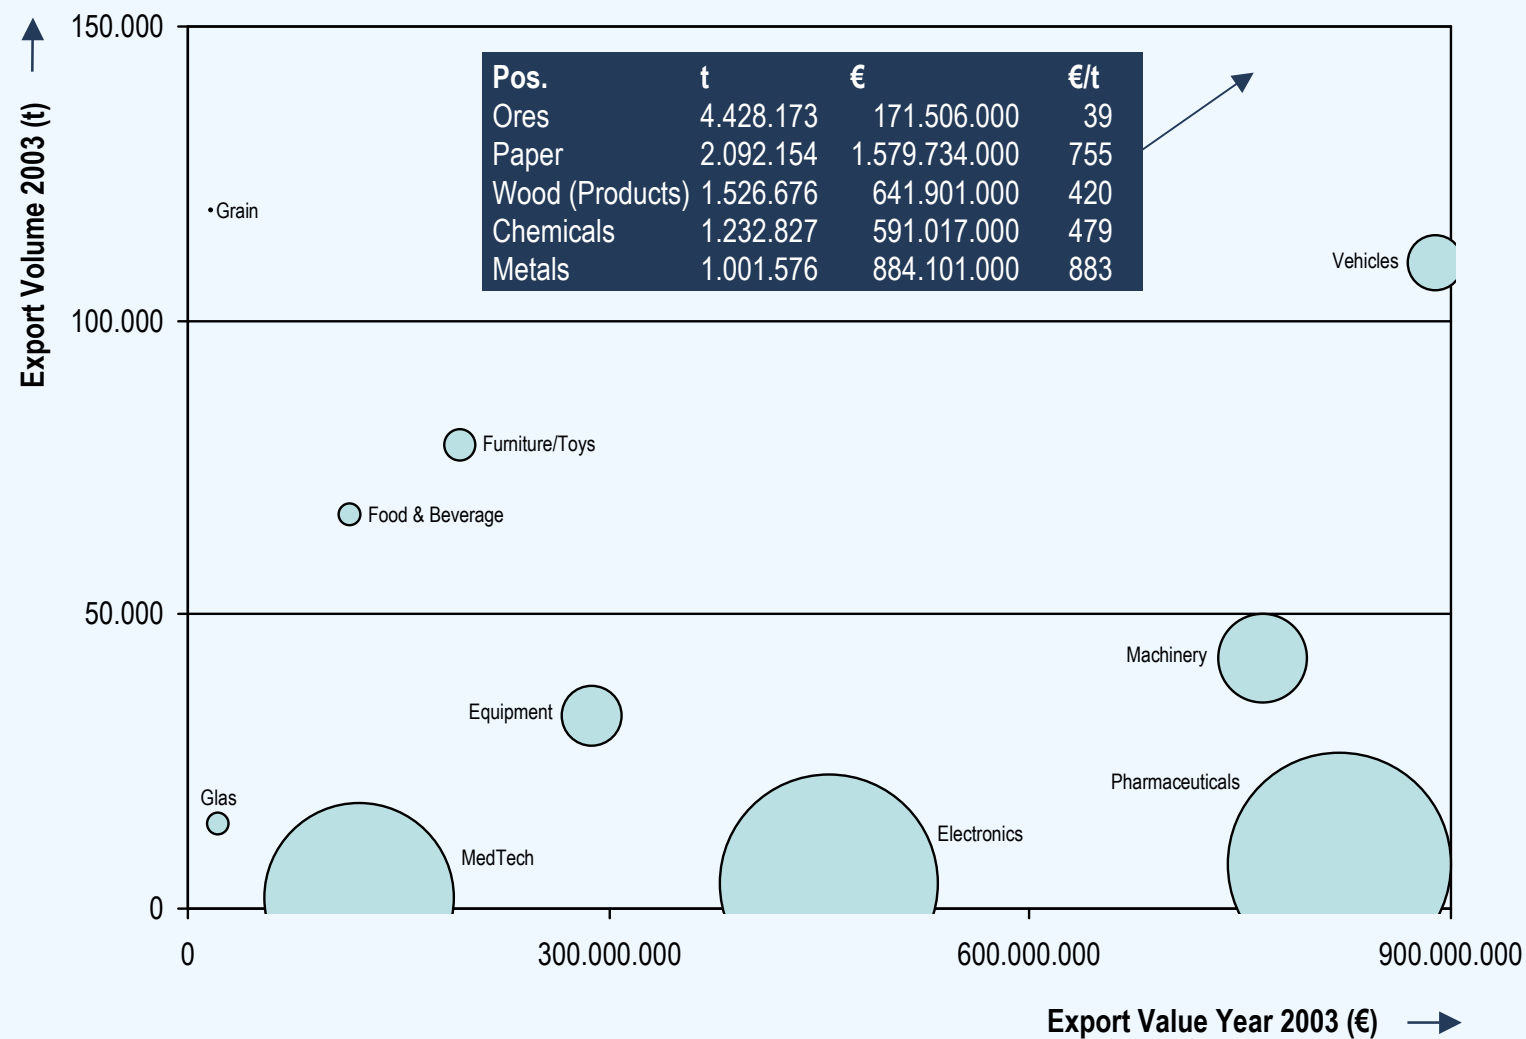 150.000
Export Volume 2003 (t)
Pos. t € €/t
Ores 4.428.173 171.506.000 39
Paper 2.092.154 1.579.734.000 755
Wood (Products) 1.526.676 641.901.000 420
Chemicals 1.232.827 591.017.000 479
Metals 1.001.576 884.101.000 883
Grain
Vehicles
100.000
Furniture/Toys
Food & Beverage
50.000
Machinery
Equipment
Pharmaceuticals
Glas
Electronics
MedTech
0
0 300.000.000 600.000.000 900.000.000
Export Value Year 2003 (€)